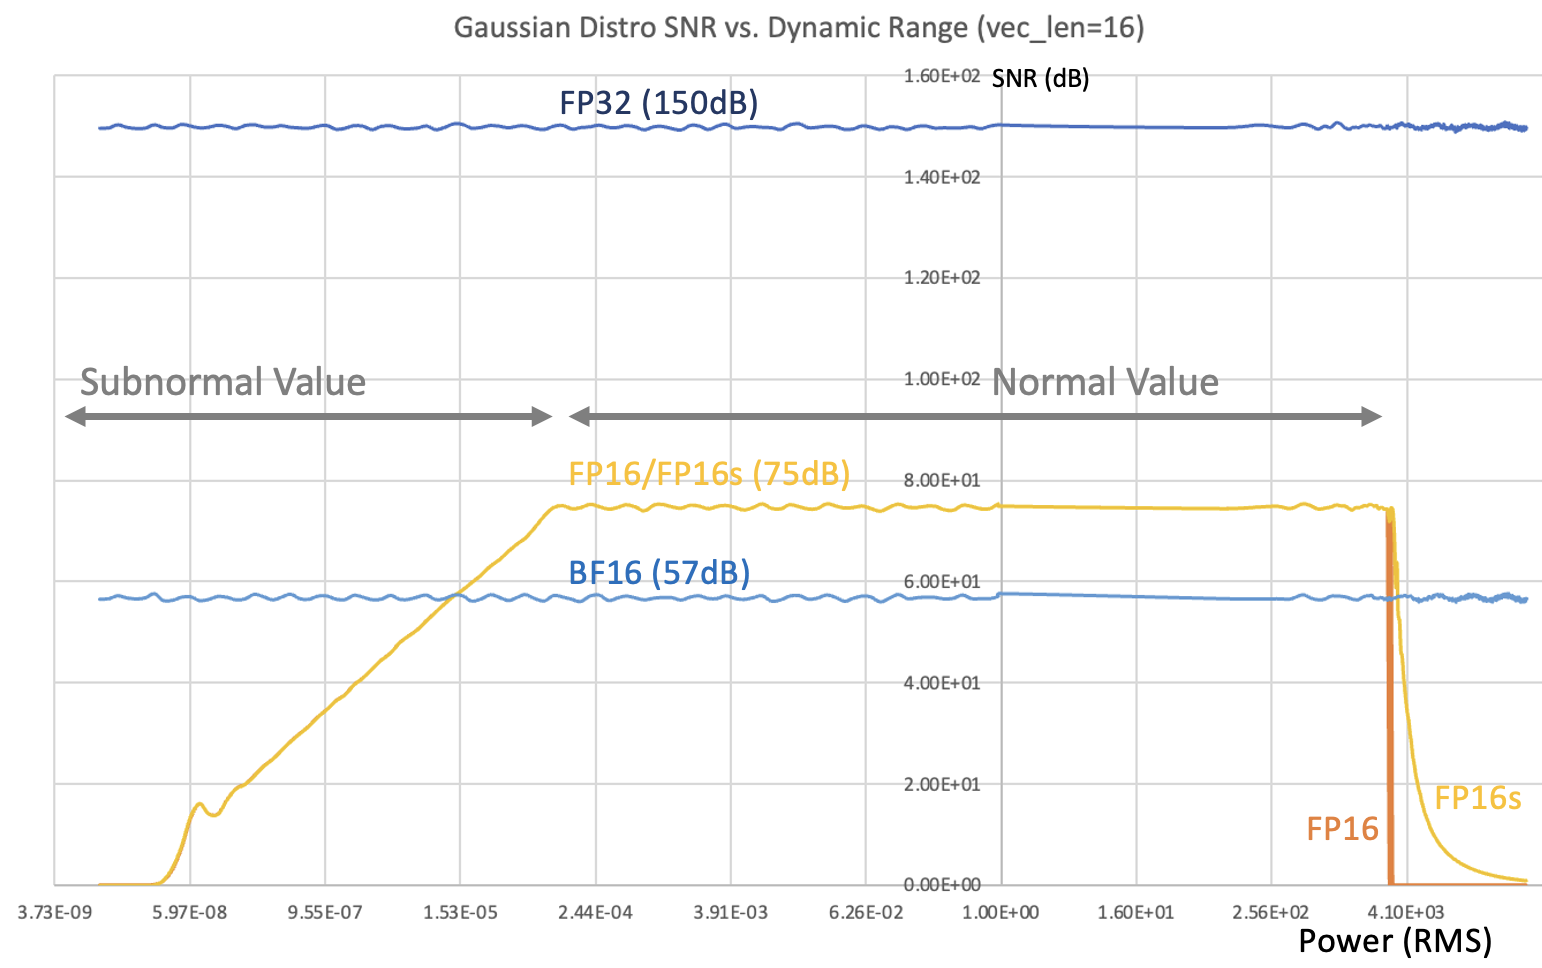 Gaussian Distro SNR vs. Dynamic Range (vec_len=16)
1.60E+02 SNR (dB)
FP32 (150dB)
1.40E+02
1.20E+02
1.00E+02
Subnormal Value
Normal Value
FP16/FP16s (75dB)
8.00E+01
BF16 (57dB)
6.00E+01
4.00E+01
2.00E+01
FP16s
FP16
0.00E+00
3.73E-09 5.97E-08 9.55E-07 1.53E-05 2.44E-04 3.91E-03 6.26E-02 1.00E+00 1.60E+01 2.56E+02 4.10E+03
Power (RMS)